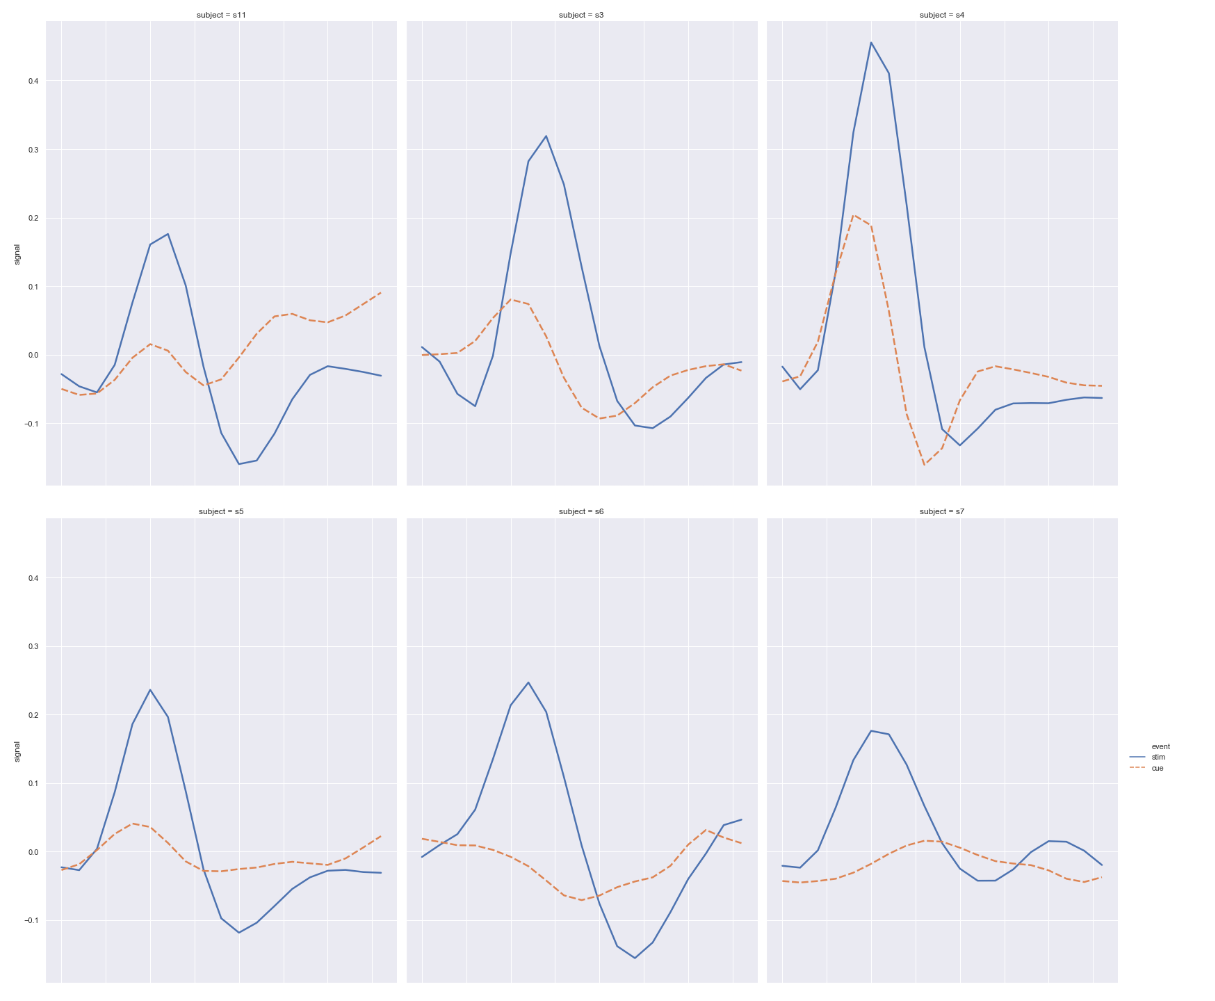 subject = s11
subject = s3
subject = s4
0.4
0.3
0.2
0.1
0.0
−0.1
signal
subject = s5
subject = s6
subject = s7
0.4
0.3
0.2
0.1
0.0
−0.1
signal
event
stim
cue